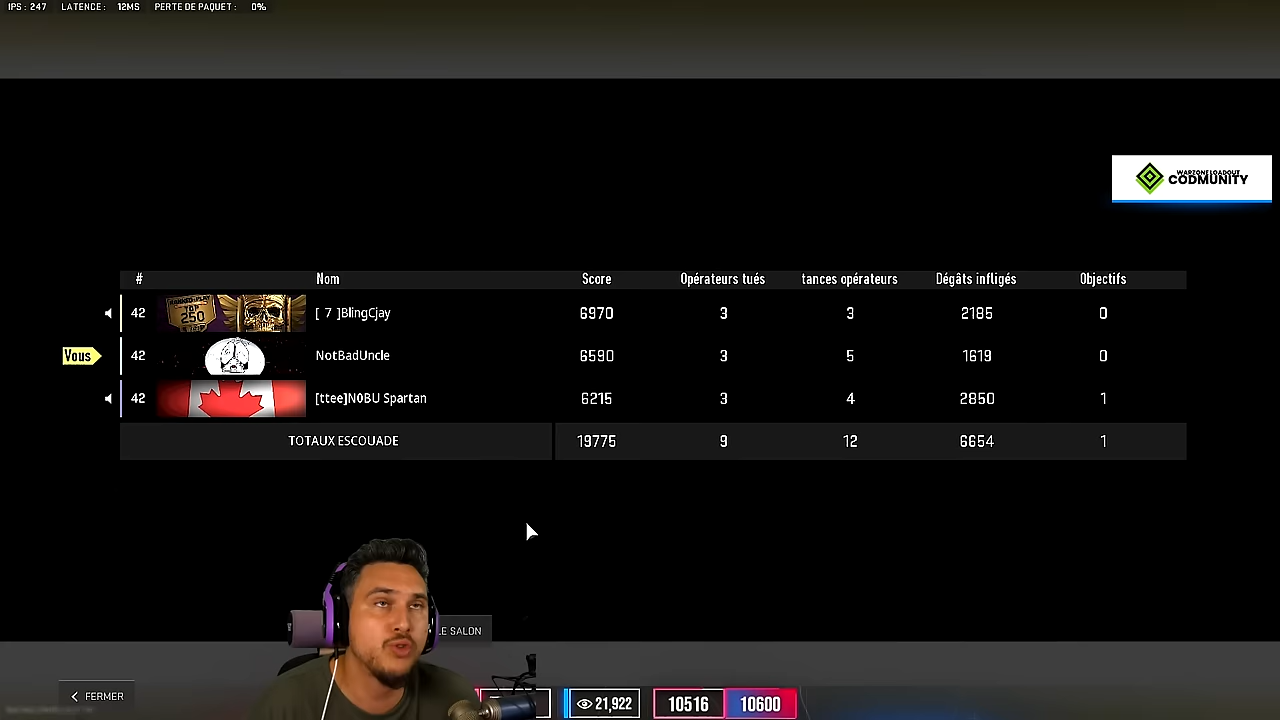 IPS : 247 LATENCE : 12MS PERTE DE PAQUET : 0%
WARZONE LOADOUT
CODMUNITY
# Nom Score Opérateurs tués tances opérateurs Dégâts infligés Objectifs
42 250 [ 7 ]BlingCjay 6970 3 3 2185 0
Vous 42 NotBadUncle 6590 3 5 1619 0
42 [ttee]N0BU Spartan 6215 3 4 2850 1
TOTAUX ESCOUADE 19775 9 12 6654 1
LE SALON
FERMER
21,922 10516 10600